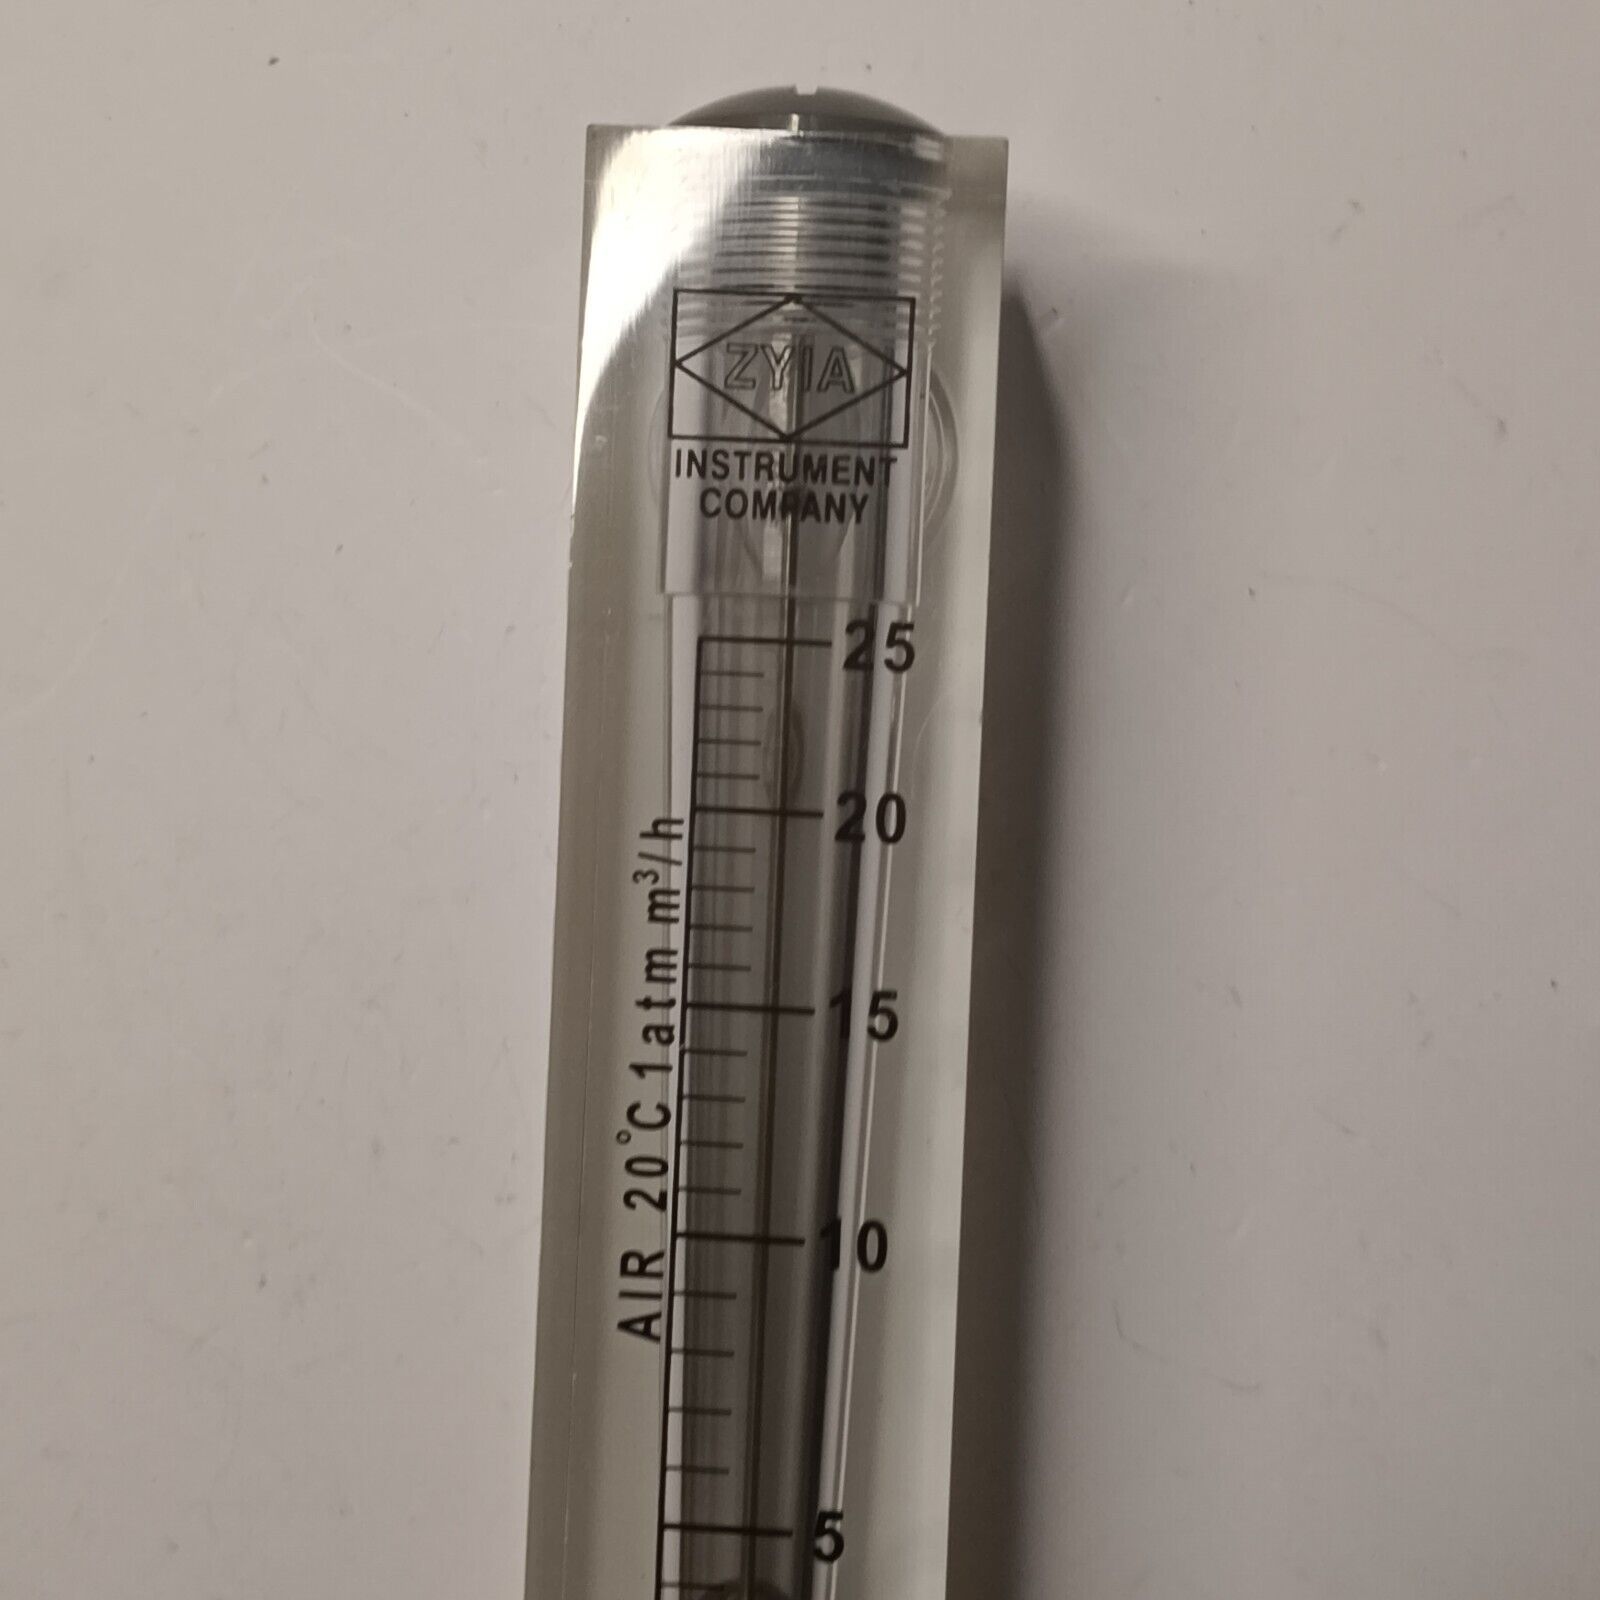 ZYIA
INSTRUMENT
COMPANY
25
20
15
10
5
AIR 20°C 1atm m³/h